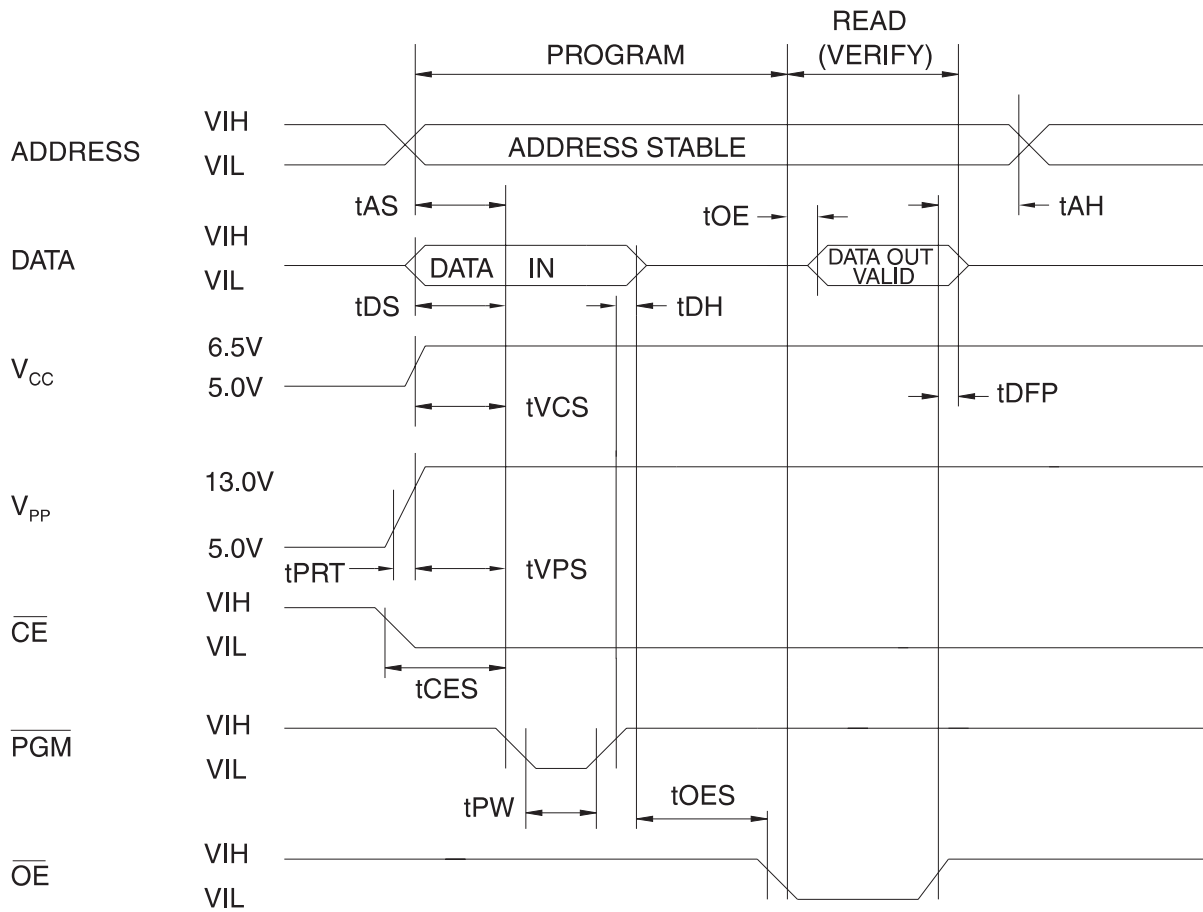 READ
PROGRAM (VERIFY)
ADDRESS VIH ADDRESS STABLE
VIL
tAS tOE tAH
DATA VIH DATA IN DATA OUT
VIL VALID
tDS tDH
VCC 6.5V
5.0V
tVCS tDFP
VPP 13.0V
5.0V
tPRT tVPS
CE VIH
VIL
tCES
PGM VIH
VIL
tPW tOES
OE VIH
VIL